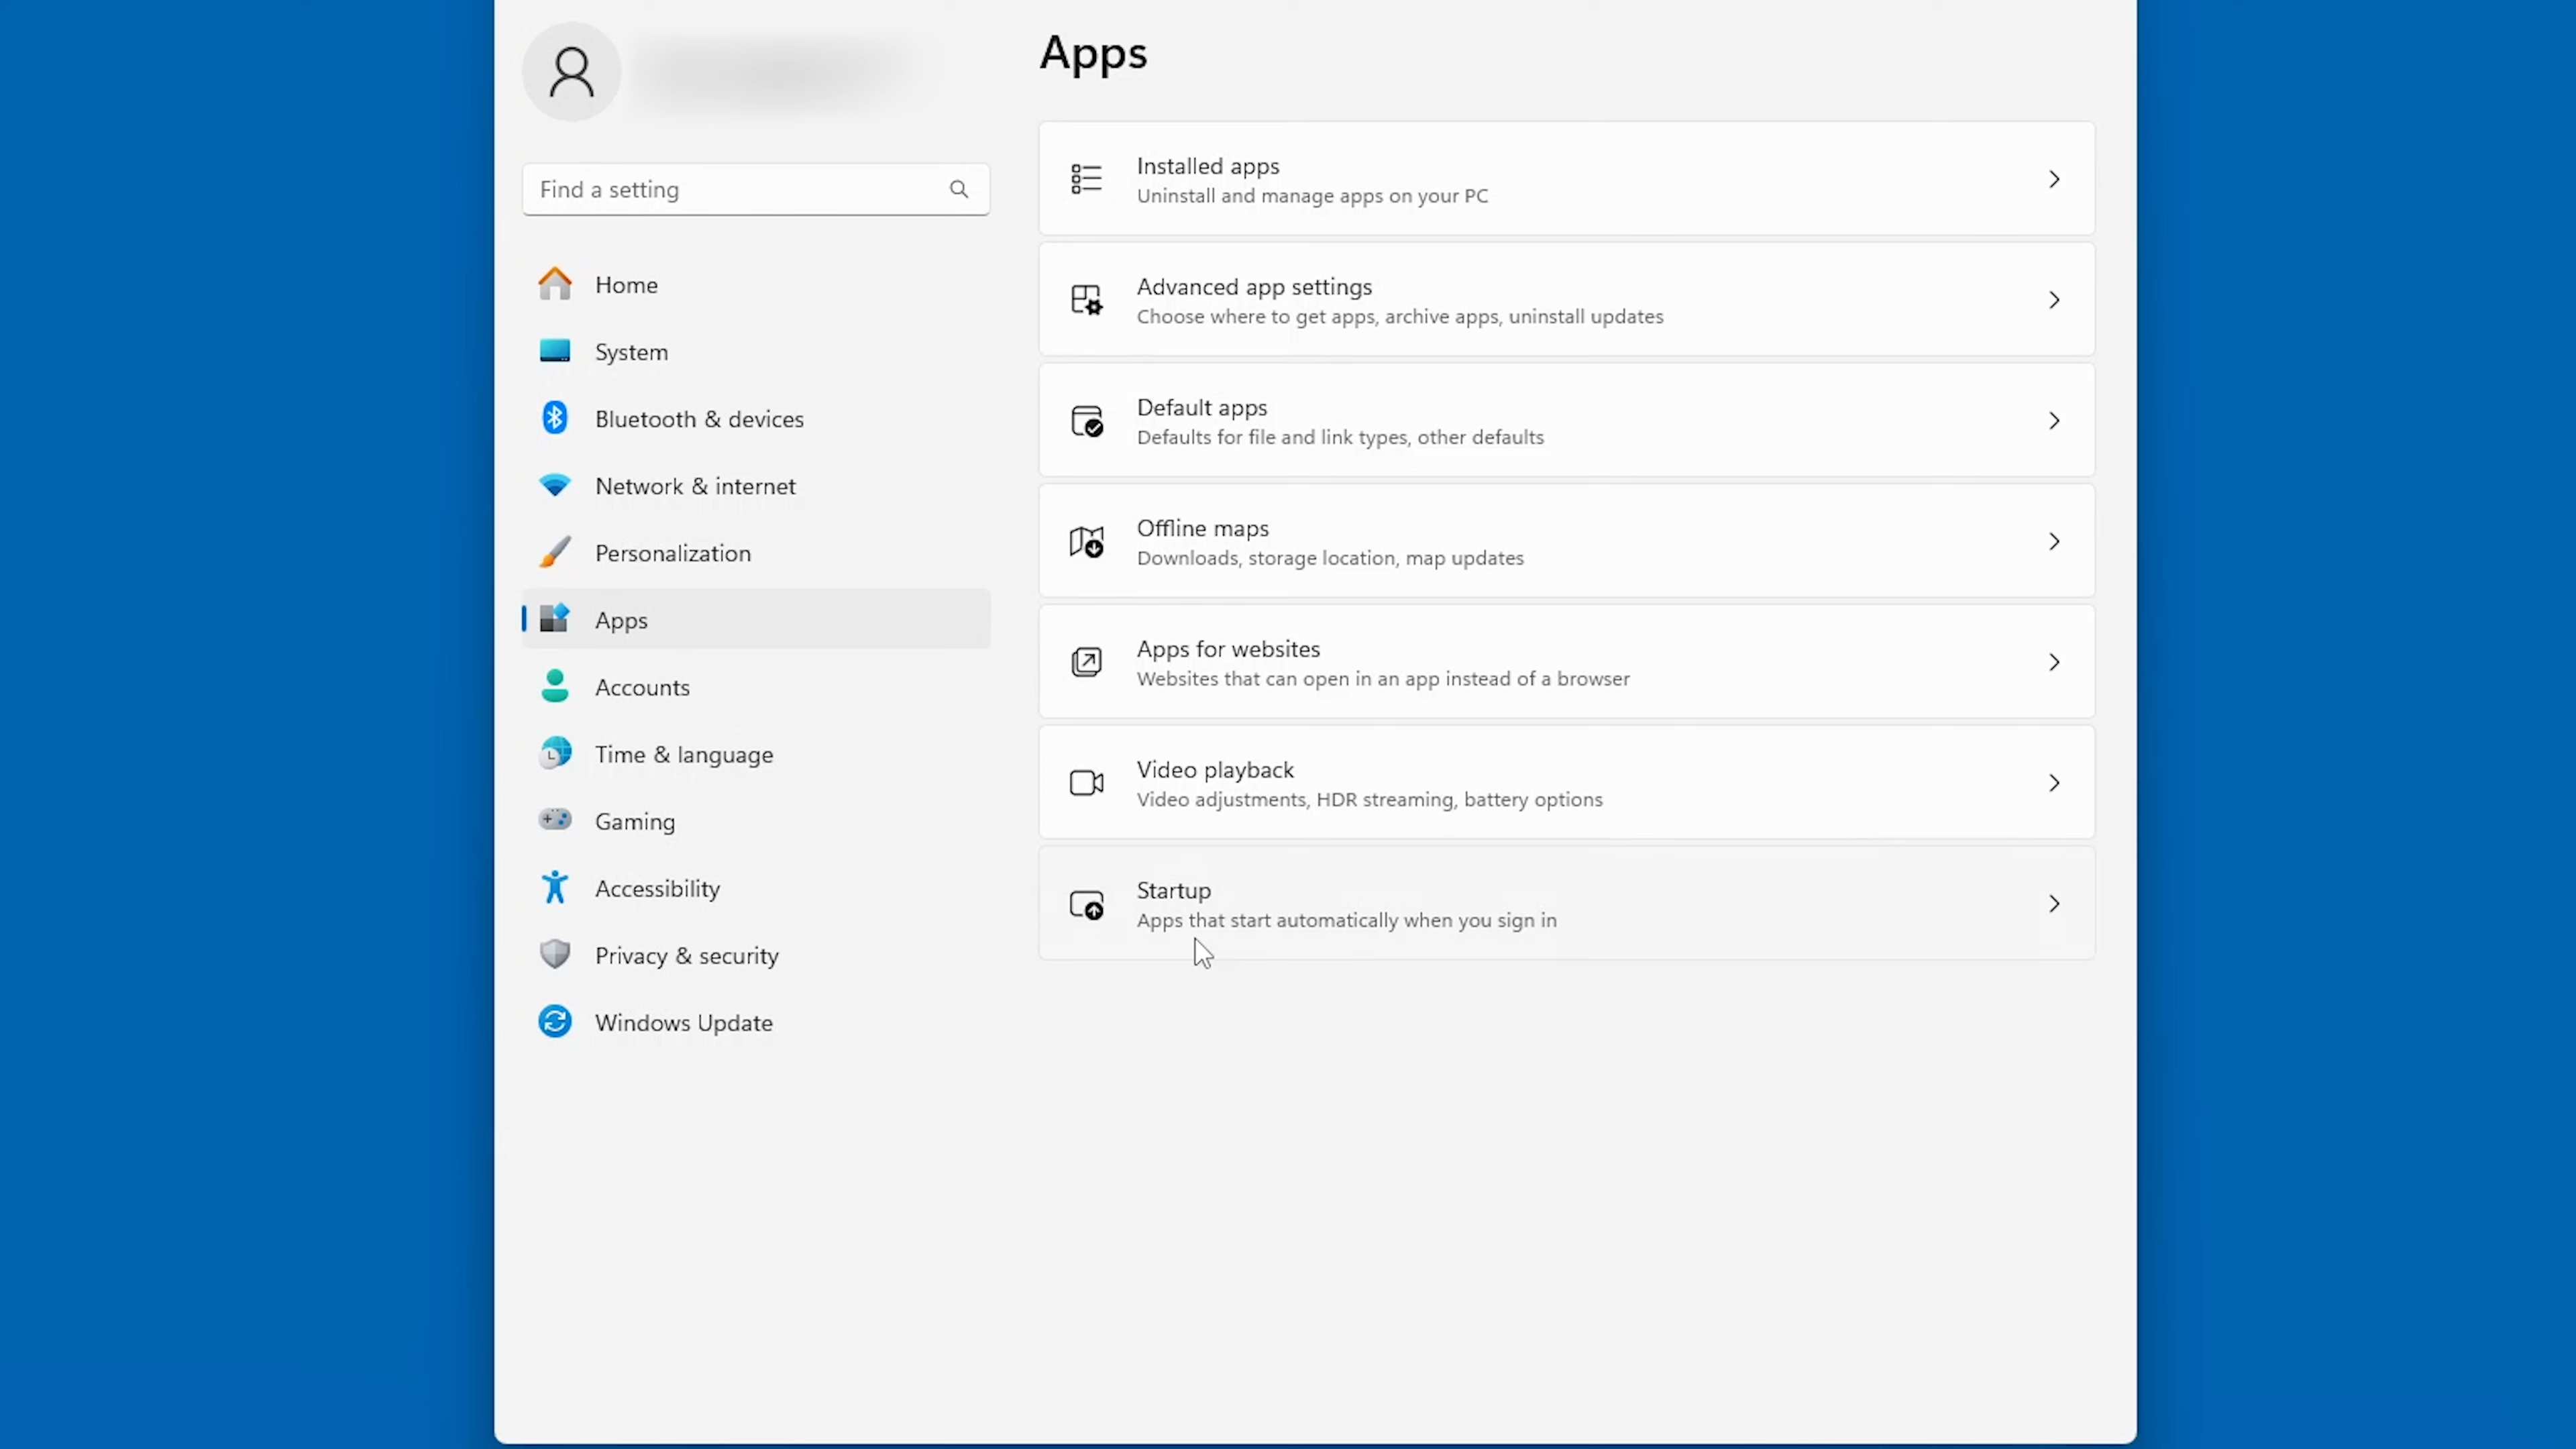 Find a setting
Home
System
Bluetooth & devices
Network & internet
Personalization
Apps
Accounts
Time & language
Gaming
Accessibility
Privacy & security
Windows Update
Apps
Installed apps
Uninstall and manage apps on your PC
Advanced app settings
Choose where to get apps, archive apps, uninstall updates
Default apps
Defaults for file and link types, other defaults
Offline maps
Downloads, storage location, map updates
Apps for websites
Websites that can open in an app instead of a browser
Video playback
Video adjustments, HDR streaming, battery options
Startup
Apps that start automatically when you sign in